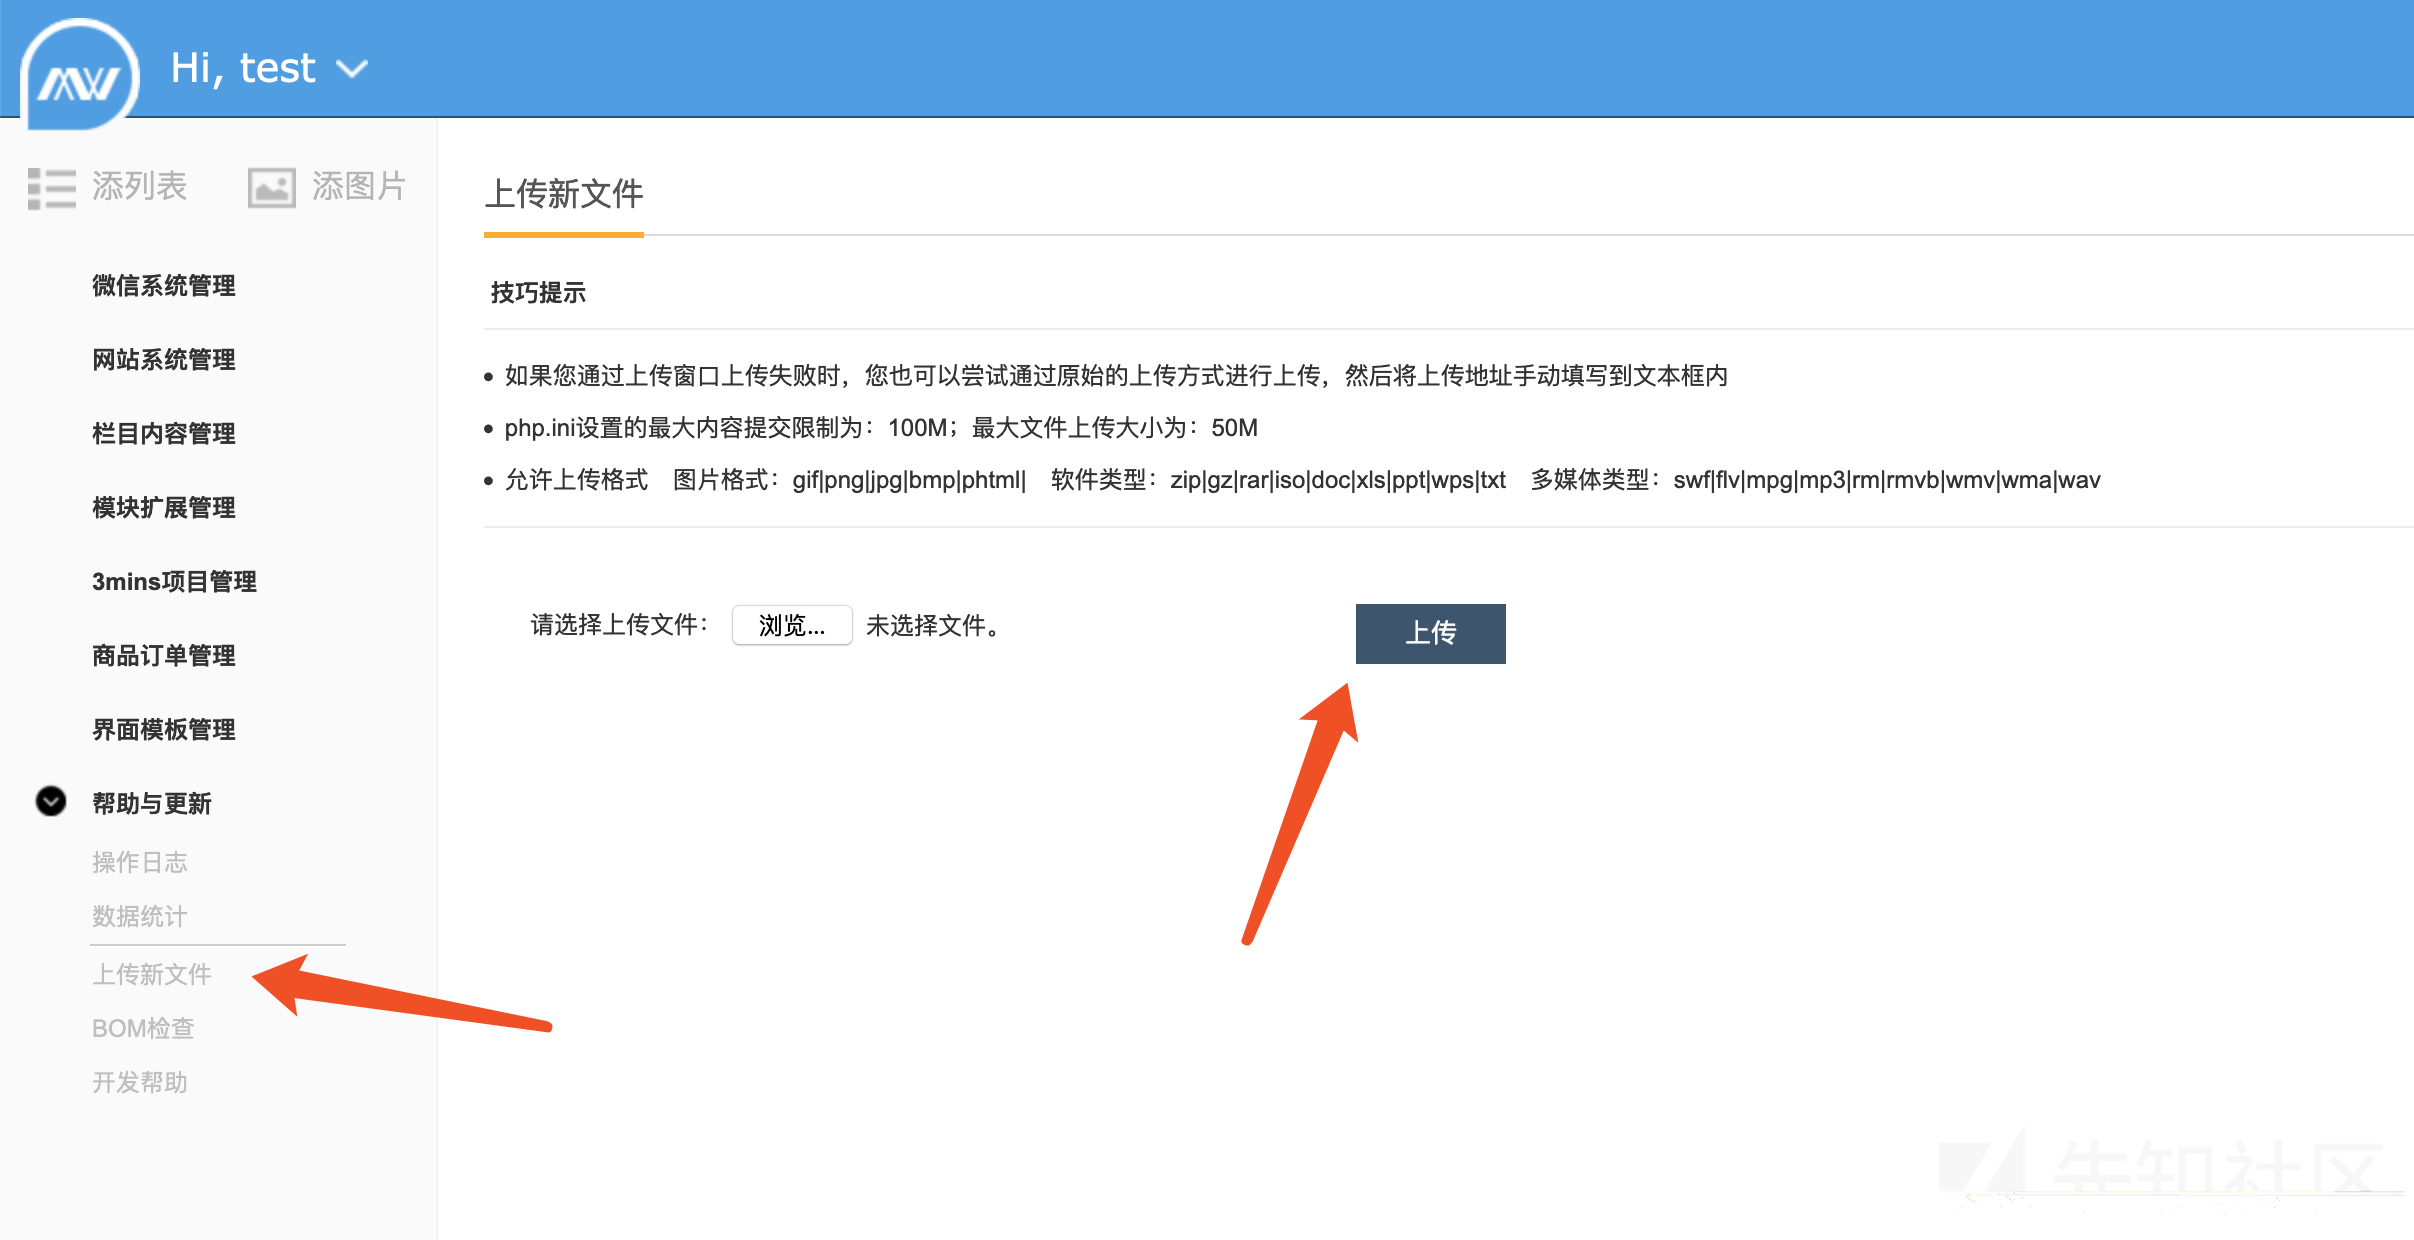 Hi, test
添列表 添图片
微信系统管理
网站系统管理
栏目内容管理
模块扩展管理
3mins项目管理
商品订单管理
界面模板管理
帮助与更新
操作日志
数据统计
上传新文件
BOM检查
开发帮助
上传新文件
技巧提示
如果您通过上传窗口上传失败时，您也可以尝试通过原始的上传方式进行上传，然后将上传地址手动填写到文本框内
php.ini设置的最大内容提交限制为：100M；最大文件上传大小为：50M
允许上传格式 图片格式：gif|png|jpg|bmp|phtml| 软件类型：zip|gz|rar|iso|doc|xls|ppt|wps|txt 多媒体类型：swf|flv|mpg|mp3|rm|rmvb|wmv|wma|wav
请选择上传文件： 浏览... 未选择文件。 上传
先知社区